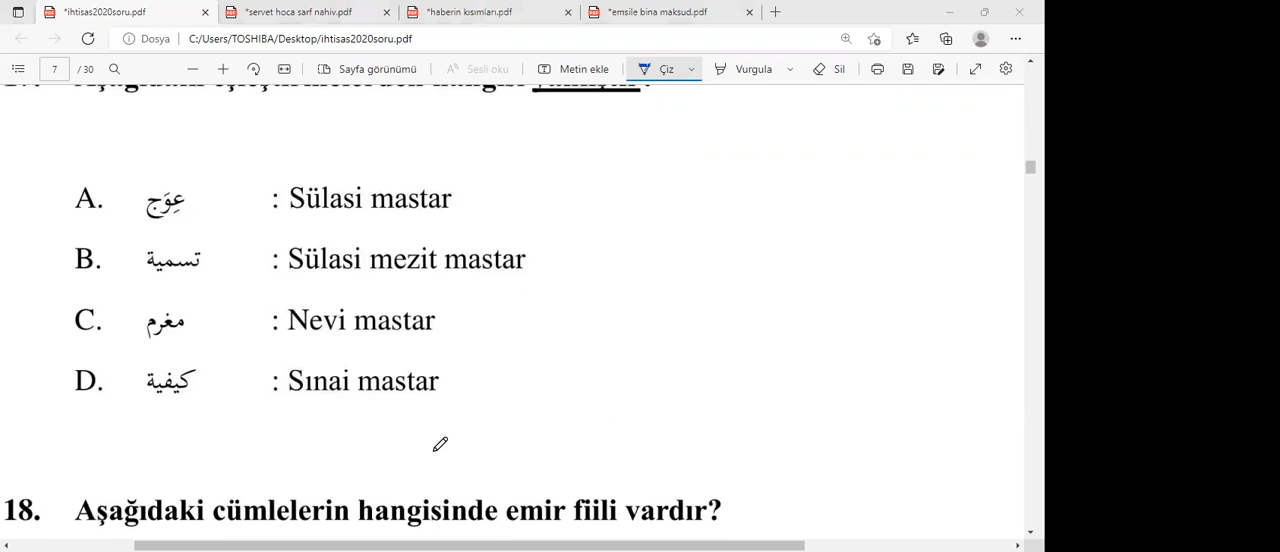 *ihtisas2020soru.pdf *servet hoca sarf nahiv.pdf *haberin kısımları.pdf *emsile bina maksud.pdf
Dosya C:/Users/TOSHIBA/Desktop/ihtisas2020soru.pdf
7 / 30 Sayfa görünümü Sesli oku Metin ekle Çiz Vurgula Sil
A. عِوَج : Sülasi mastar
B. تسمية : Sülasi mezit mastar
C. مغرم : Nevi mastar
D. كيفية : Sınai mastar
18. Aşağıdaki cümlelerin hangisinde emir fiili vardır?